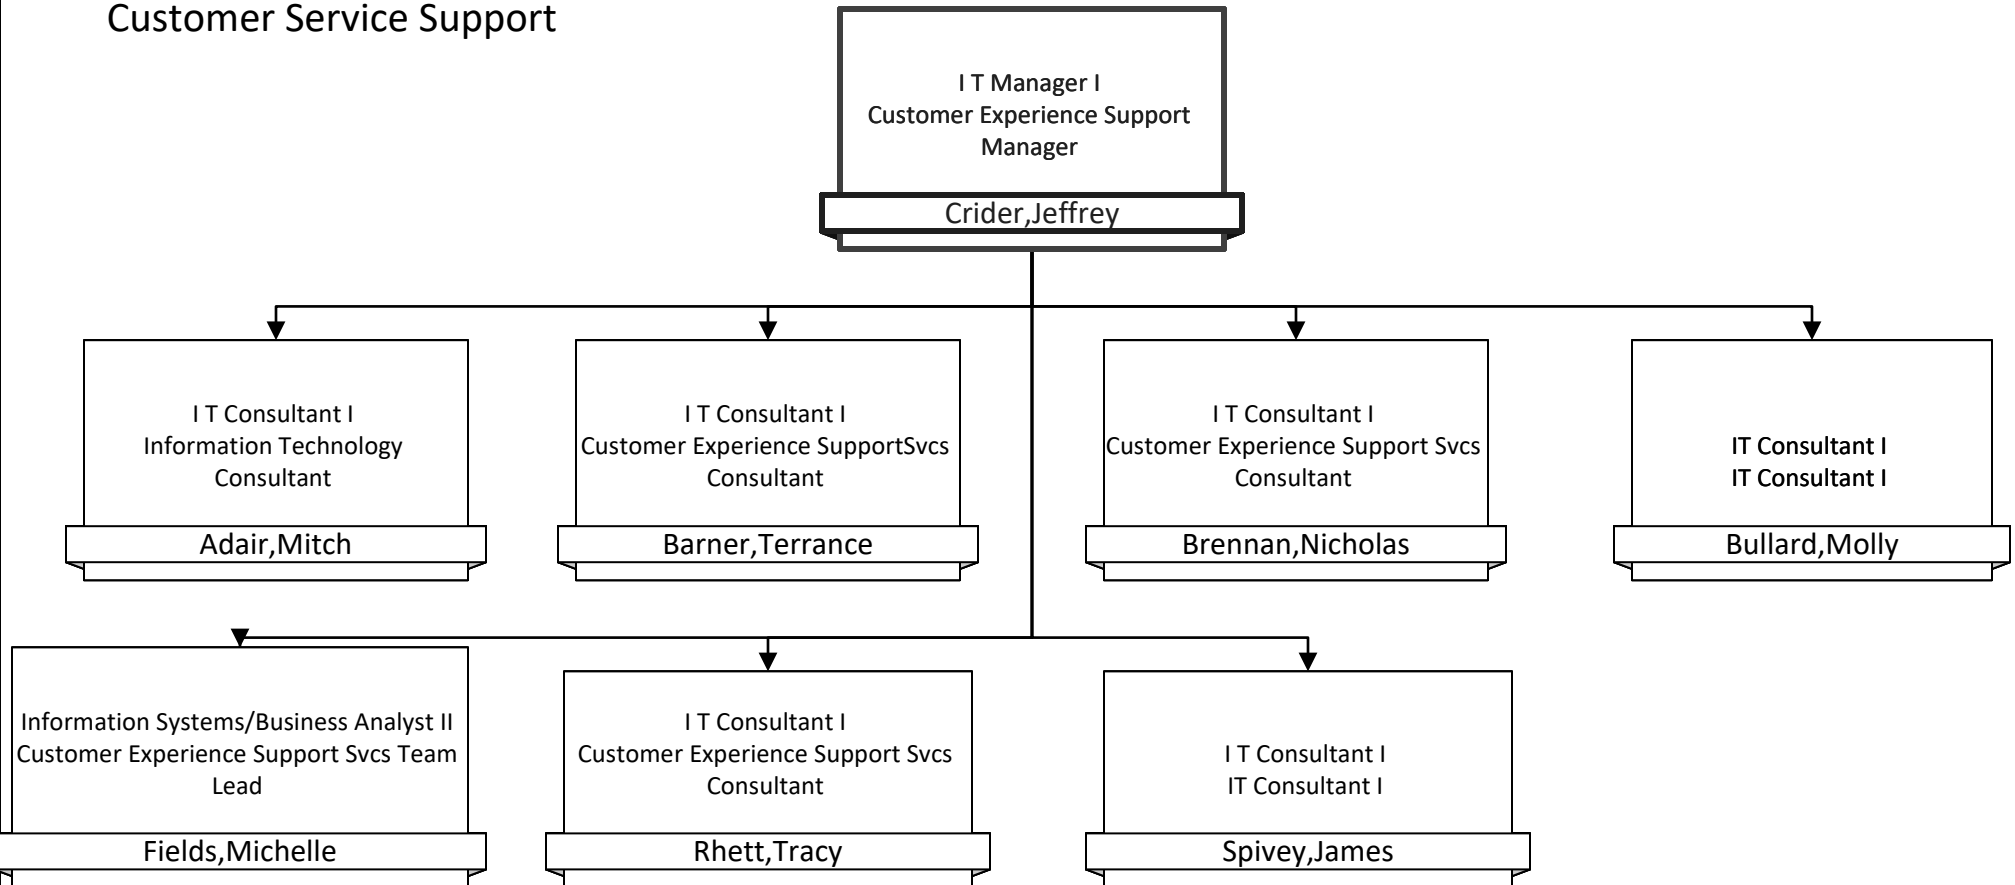 Customer Service Support
I T Manager I
Customer Experience Support
Manager
Crider,Jeffrey
I T Consultant I
Information Technology
Consultant
Adair,Mitch
I T Consultant I
Customer Experience SupportSvcs
Consultant
Barner,Terrance
I T Consultant I
Customer Experience Support Svcs
Consultant
Brennan,Nicholas
IT Consultant I
IT Consultant I
Bullard,Molly
Information Systems/Business Analyst II
Customer Experience Support Svcs Team
Lead
Fields,Michelle
I T Consultant I
Customer Experience Support Svcs
Consultant
Rhett,Tracy
I T Consultant I
IT Consultant I
Spivey,James